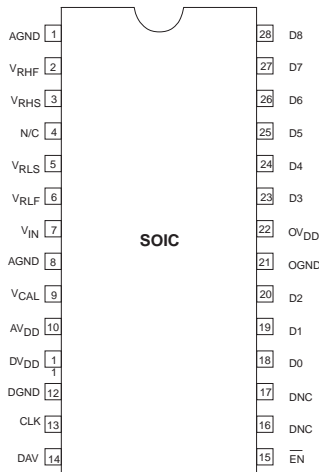 AGND 1 28 D8
VRHF 2 27 D7
VRHS 3 26 D6
N/C 4 25 D5
VRLS 5 24 D4
VRLF 6 23 D3
VIN 7 22 OVDD
SOIC
AGND 8 21 OGND
VCAL 9 20 D2
AVDD 10 19 D1
DVDD 11 18 D0
DGND 12 17 DNC
CLK 13 16 DNC
DAV 14 15 EN